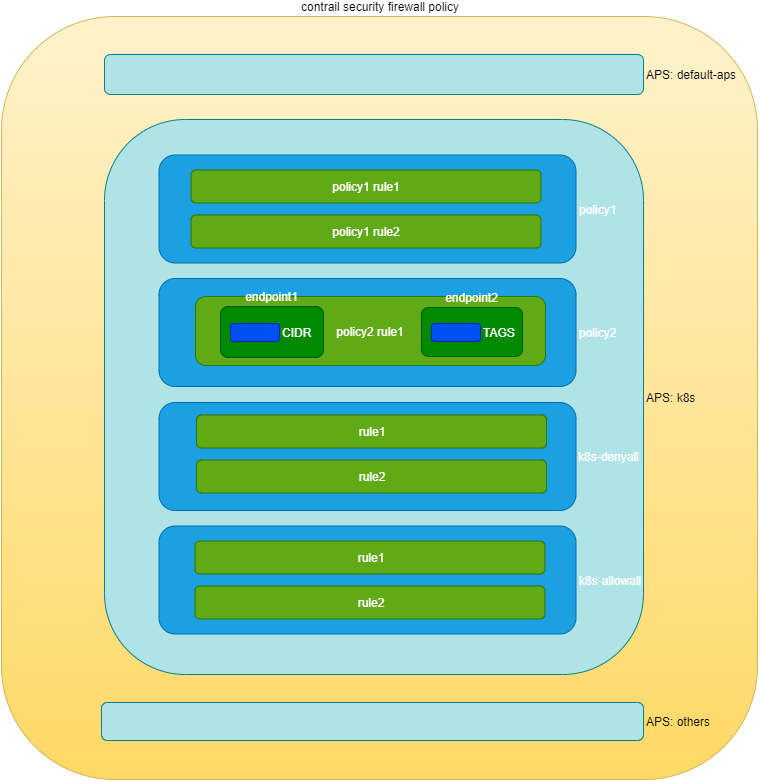 contrail security firewall policy
APS: default-aps
policy1 rule1
policy1
policy1 rule2
endpoint1
endpoint2
CIDR
policy2 rule1
TAGS
policy2
APS: k8s
rule1
k8s-denyall
rule2
rule1
k8s-allowall
rule2
APS: others